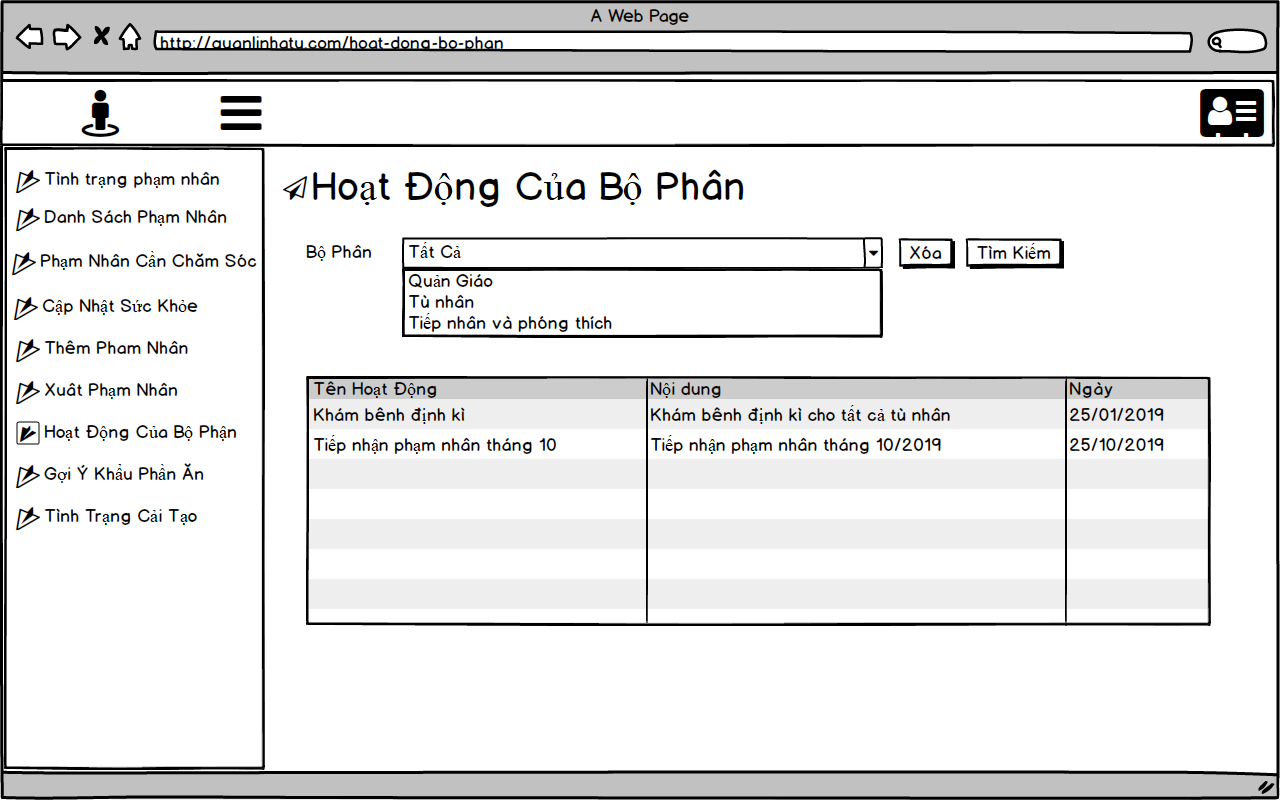 A Web Page
http://quanlinhatu.com/hoat-dong-bo-phan
Tình trạng phạm nhân
Danh Sách Phạm Nhân
Phạm Nhân Cần Chăm Sóc
Cập Nhật Sức Khỏe
Thêm Pham Nhân
Xuât Phạm Nhân
Hoạt Động Của Bộ Phận
Gợi Ý Khẩu Phần Ăn
Tình Trạng Cải Tạo
Hoạt Động Của Bộ Phân
Bộ Phân
Tất Cả
Xóa
Tìm Kiếm
Quản Giáo
Tù nhân
Tiếp nhân và phóng thích
Tên Hoạt Động Nội dung Ngày
Khám bênh định kì Khám bênh định kì cho tất cả tù nhân 25/01/2019
Tiếp nhận phạm nhân tháng 10 Tiếp nhận phạm nhân tháng 10/2019 25/10/2019